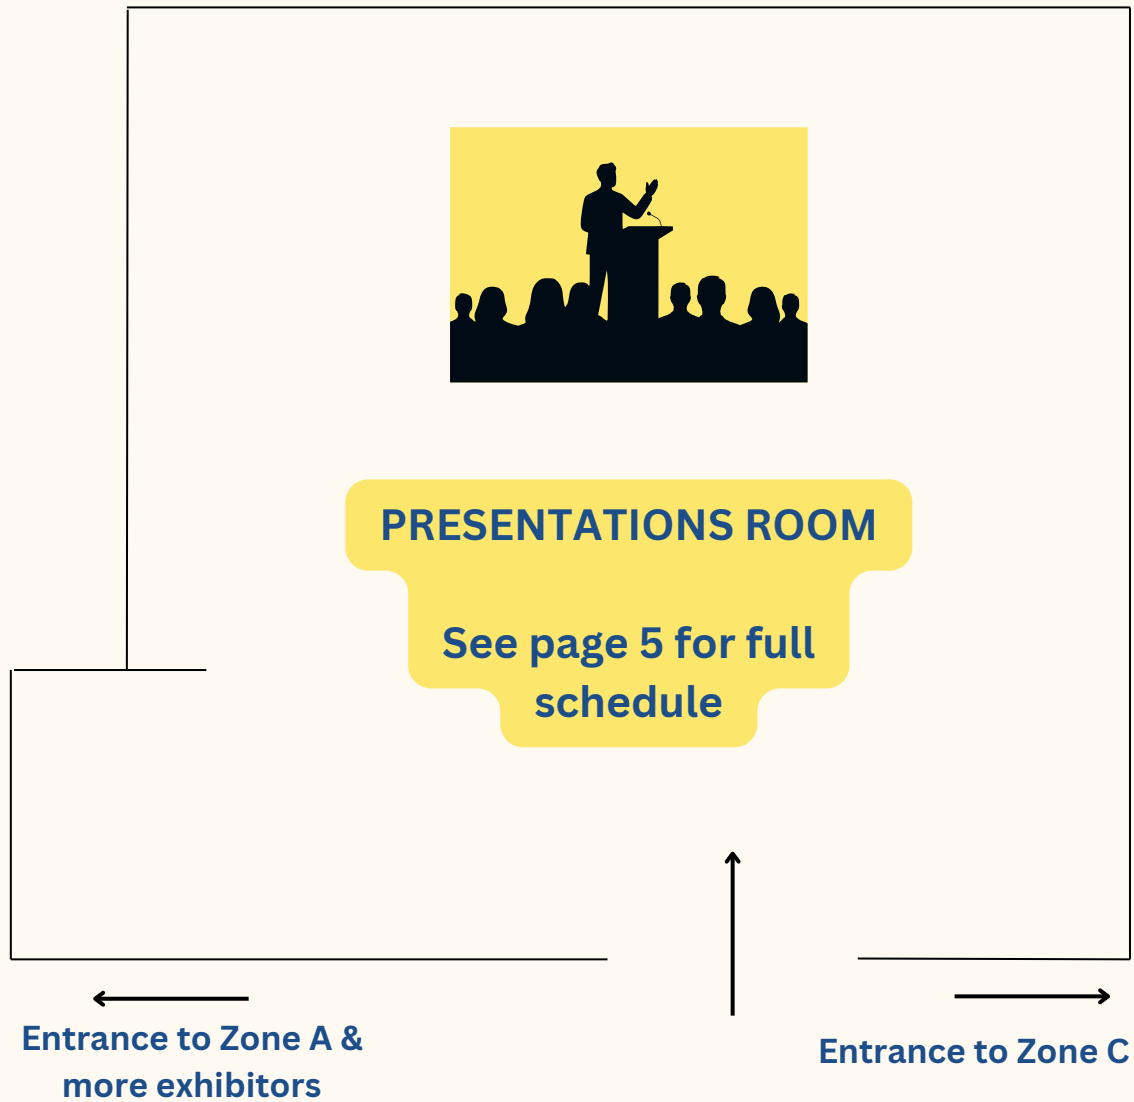 PRESENTATIONS ROOM
See page 5 for full
schedule
Entrance to Zone A &
more exhibitors
Entrance to Zone C